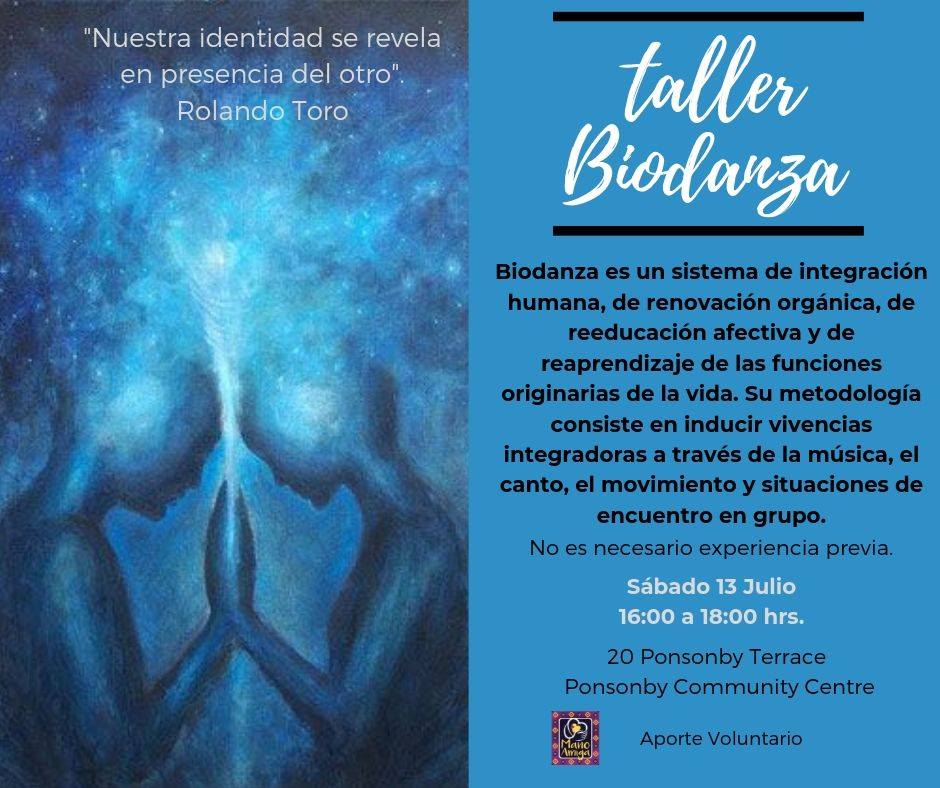 "Nuestra identidad se revela
en presencia del otro".
Rolando Toro
taller
Biodanza
Biodanza es un sistema de integración
humana, de renovación orgánica, de
reeducación afectiva y de
reaprendizaje de las funciones
originarias de la vida. Su metodología
consiste en inducir vivencias
integradoras a través de la música, el
canto, el movimiento y situaciones de
encuentro en grupo.
No es necesario experiencia previa.
Sábado 13 Julio
16:00 a 18:00 hrs.
20 Ponsonby Terrace
Ponsonby Community Centre
Mano
Amiga
Aporte Voluntario